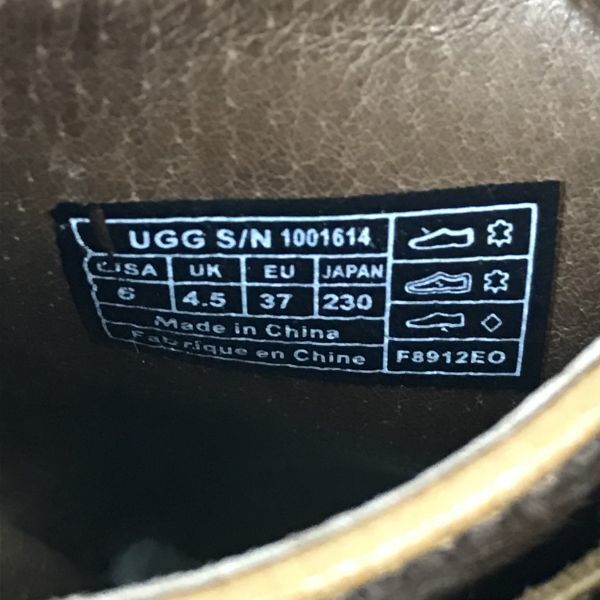 UGG S/N 1001614
USA UK EU JAPAN
6 4.5 37 230
Made in China
Fabrique en Chine F8912EO